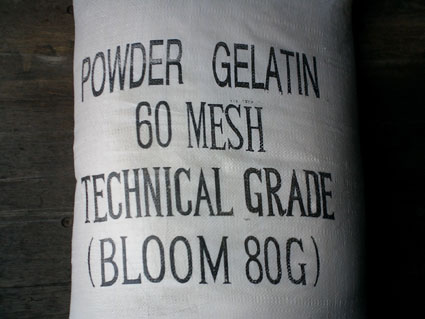 POWDER GELATIN
60 MESH
TECHNICAL GRADE
(BLOOM 80G)